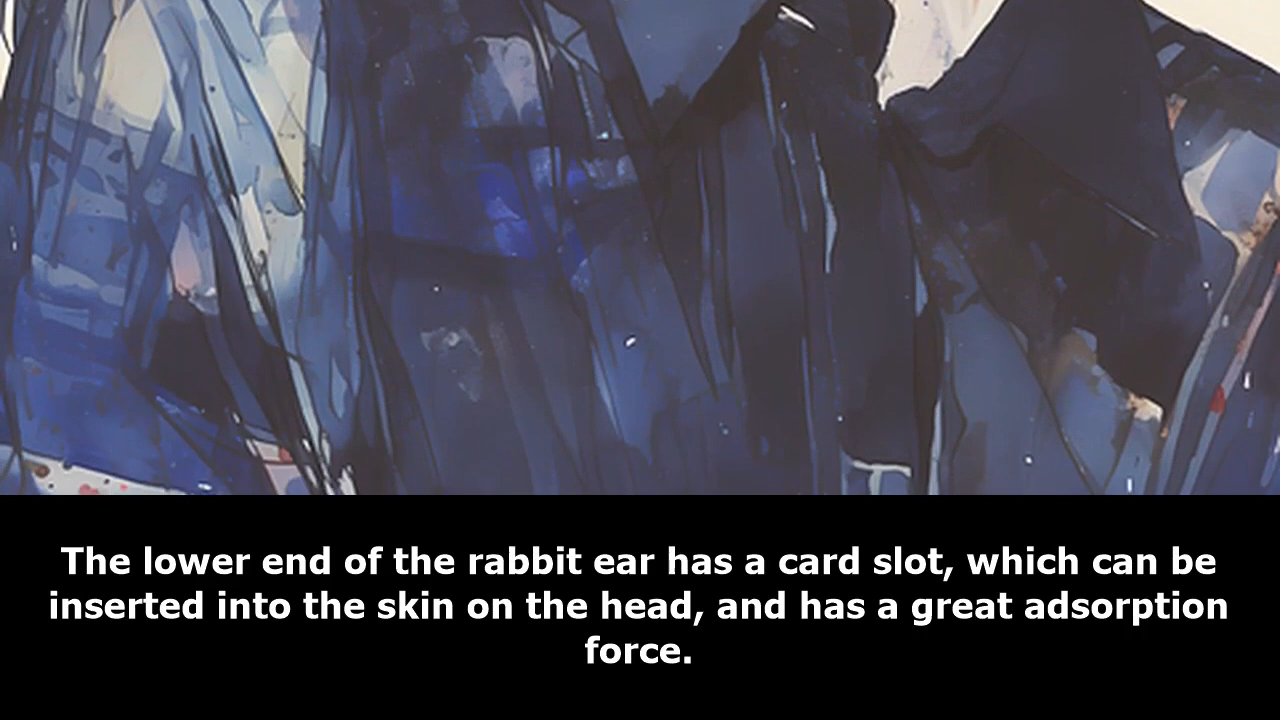 The lower end of the rabbit ear has a card slot, which can be
inserted into the skin on the head, and has a great adsorption
force.